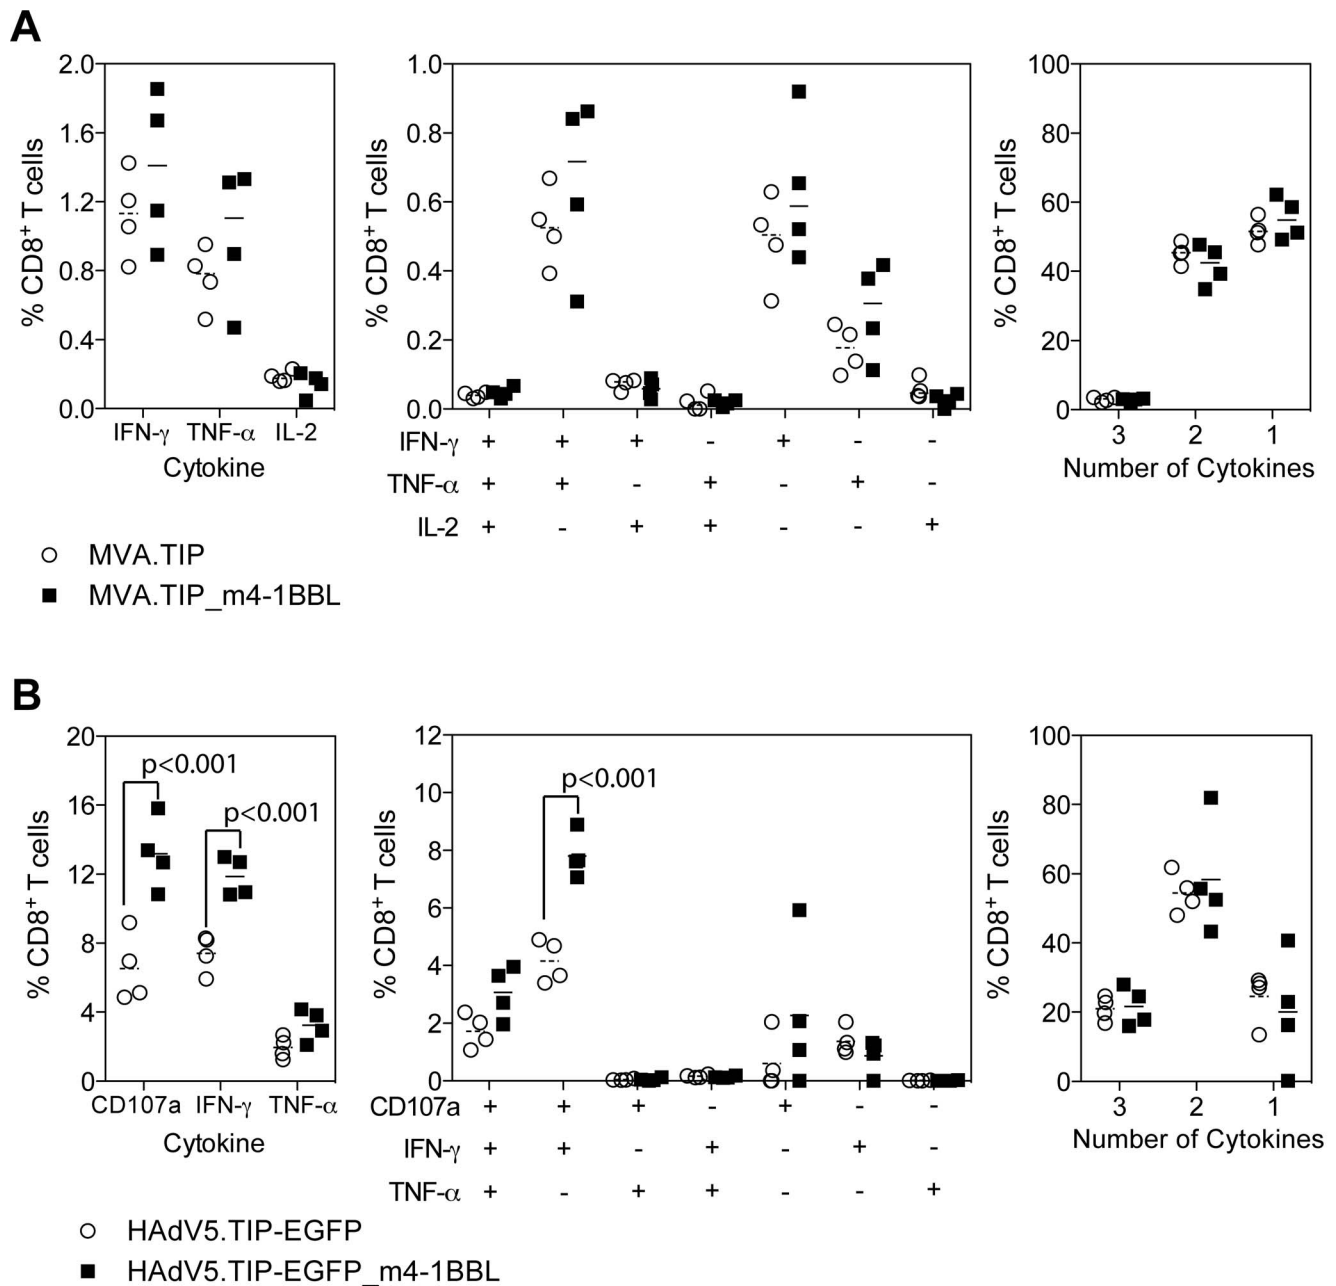 A
2.0 1.6 1.2 0.8 0.4 0.0
% CD8+ T cells
IFN-γ TNF-α IL-2
Cytokine
1.0 0.8 0.6 0.4 0.2 0.0
% CD8+ T cells
IFN-γ + + + - + - -
TNF-α + + - + - + -
IL-2 + - + + - - +
100 80 60 40 20 0
% CD8+ T cells
3 2 1
Number of Cytokines
MVA.TIP
MVA.TIP_m4-1BBL
B
20 16 12 8 4 0
% CD8+ T cells
p<0.001
p<0.001
CD107a IFN-γ TNF-α
Cytokine
12 10 8 6 4 2 0
% CD8+ T cells
p<0.001
CD107a + + + - + - -
IFN-γ + + - + - + -
TNF-α + - + + - - +
100 80 60 40 20 0
% CD8+ T cells
3 2 1
Number of Cytokines
HAdV5.TIP-EGFP
HAdV5.TIP-EGFP_m4-1BBL